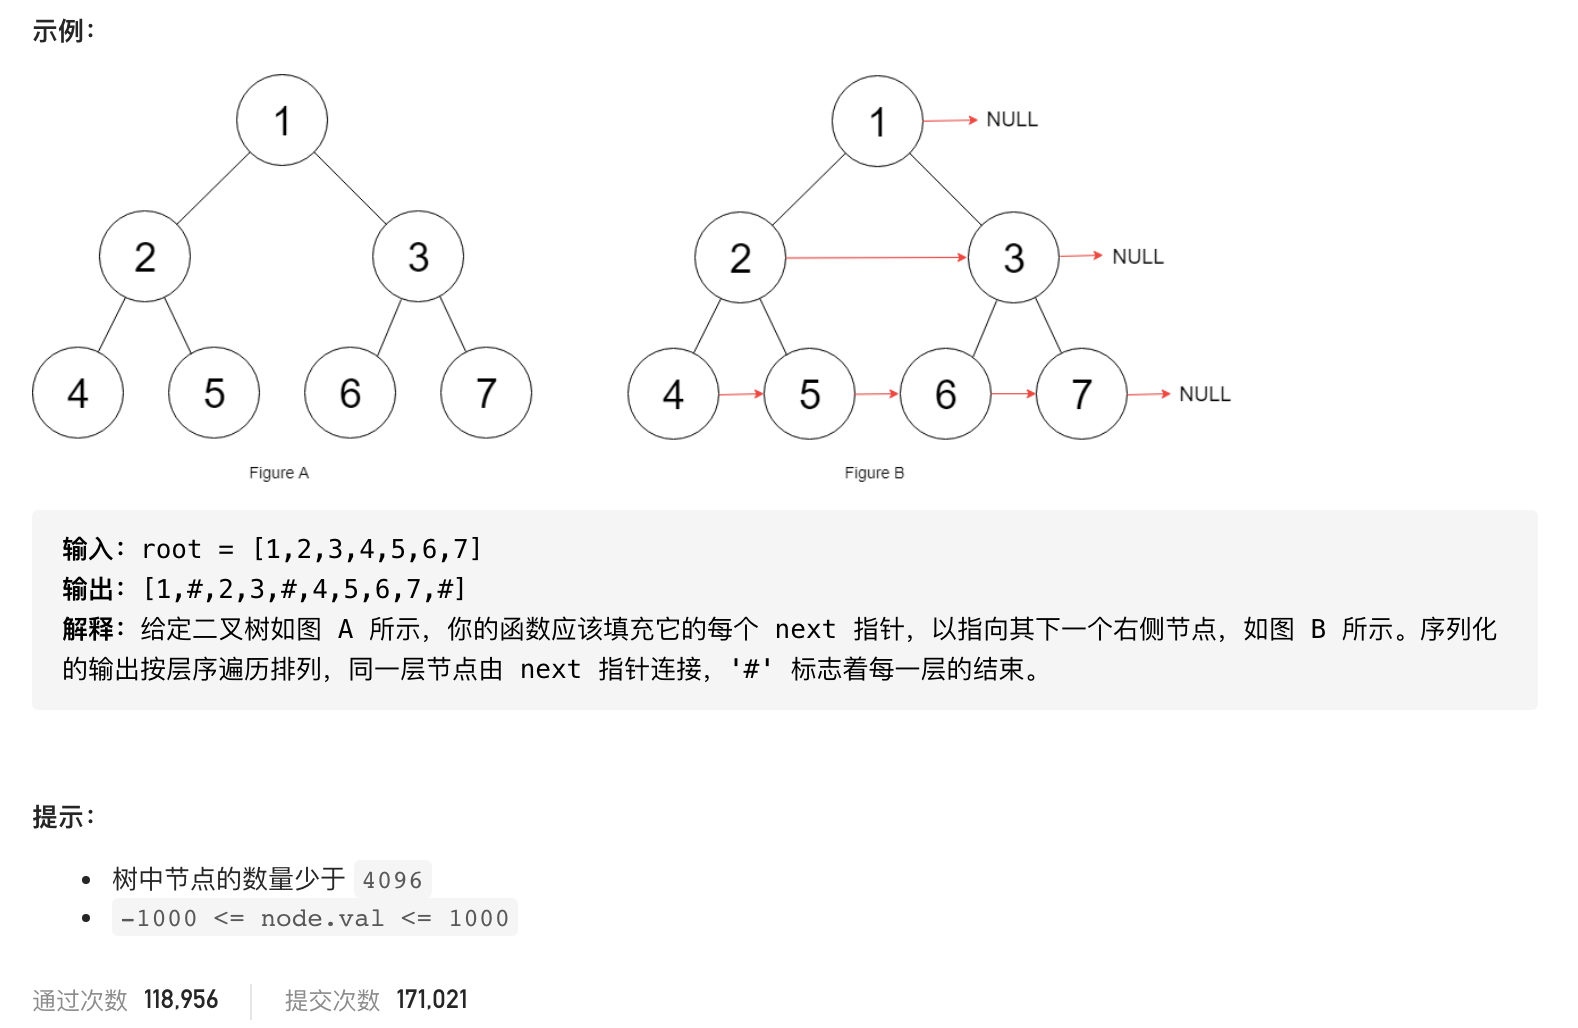 示例：
1
1
NULL
2
3
2
3
NULL
4
5
6
7
4
5
6
7
NULL
Figure A
Figure B
输入：root = [1,2,3,4,5,6,7]
输出：[1,#,2,3,#,4,5,6,7,#]
解释：给定二叉树如图 A 所示，你的函数应该填充它的每个 next 指针，以指向其下一个右侧节点，如图 B 所示。序列化
的输出按层序遍历排列，同一层节点由 next 指针连接，'#' 标志着每一层的结束。
提示：
• 树中节点的数量少于 4096
• -1000 <= node.val <= 1000
通过次数 118,956 提交次数 171,021